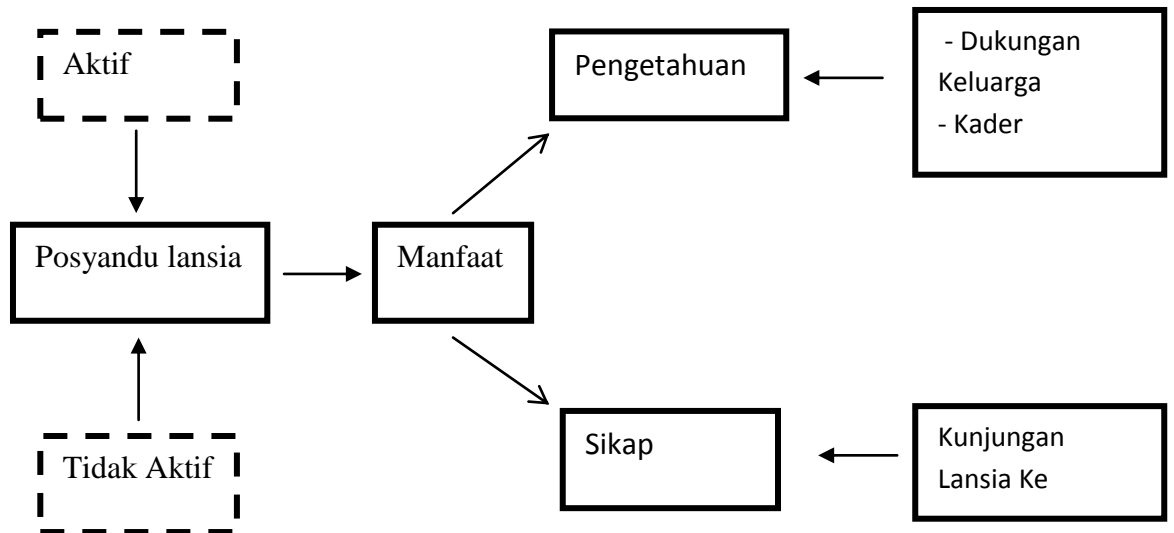 Aktif
Pengetahuan
- Dukungan
Keluarga
- Kader
Posyandu lansia
Manfaat
Tidak Aktif
Sikap
Kunjungan
Lansia Ke